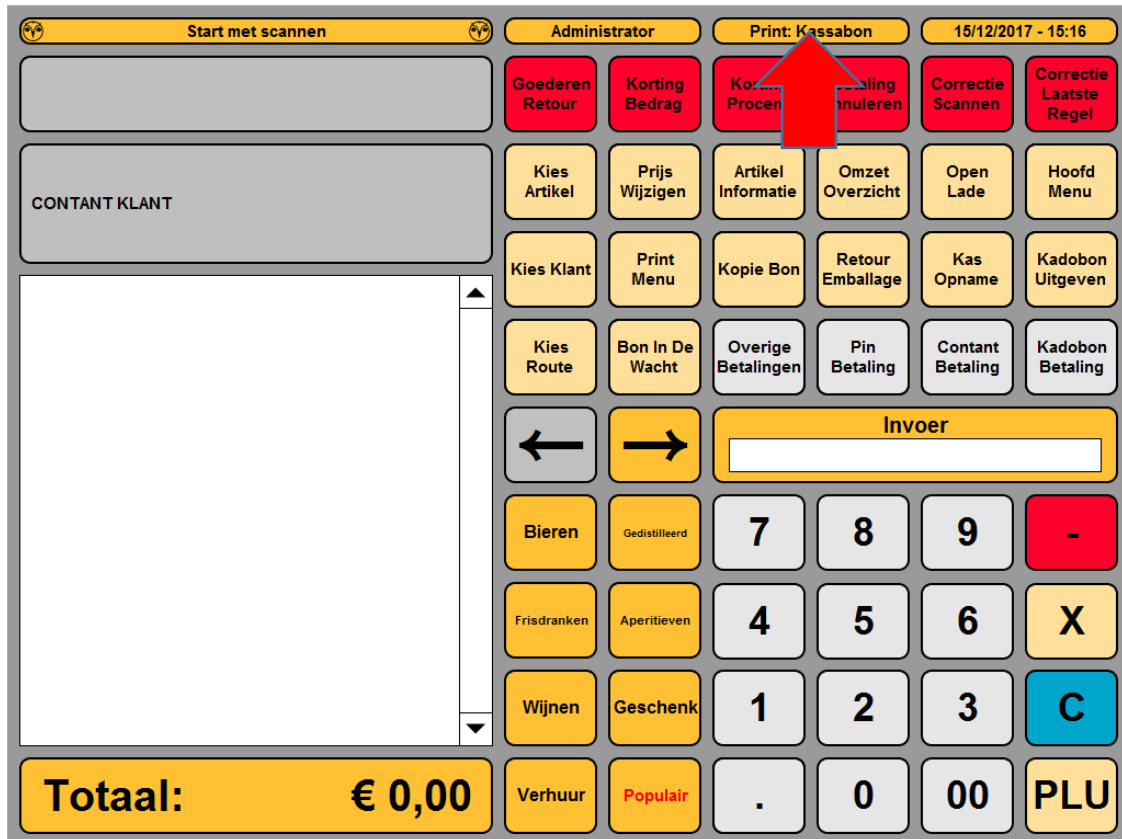 Start met scannen
Administrator
Print: Kassabon
15/12/2017 - 15:16
Goederen
Retour
Korting
Bedrag
Correctie
Scannen
Correctie
Laatste
Regel
CONTANT KLANT
Kies
Artikel
Prijs
Wijzigen
Artikel
Informatie
Omzet
Overzicht
Open
Lade
Hoofd
Menu
Kies Klant
Print
Menu
Kopie Bon
Retour
Emballage
Kas
Opname
Kadobon
Uitgeven
Kies
Route
Bon In De
Wacht
Overige
Betalingen
Pin
Betaling
Contant
Betaling
Kadobon
Betaling
← →
Invoer
Bieren
Gedistilleerd
7 8 9 -
Frisdranken
Aperitieven
4 5 6 X
Wijnen
Geschenk
1 2 3 C
Totaal: € 0,00
Verhuur
Populair
. 0 00 PLU